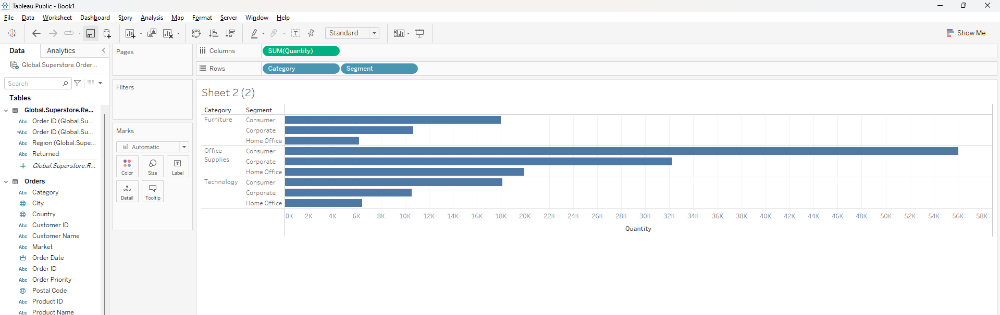 Tableau Public - Book1
File Data Worksheet Dashboard Story Analysis Map Format Server Window Help
Standard
Show Me
Data Analytics
Global.Superstore.Order...
Search
Tables
Global.Superstore.Re...
Abc Order ID (Global.Su...
=Abc Order ID (Global.Su...
Abc Region (Global.Supe...
Abc Returned
# Global.Superstore.R...
Orders
Abc Category
City
Country
Abc Customer ID
Abc Customer Name
Abc Market
Order Date
Abc Order ID
Abc Order Priority
Postal Code
Abc Product ID
Abc Product Name
Pages
Filters
Marks
Automatic
Color Size Label
Detail Tooltip
Columns SUM(Quantity)
Rows Category Segment
Sheet 2 (2)
Category Segment
Furniture Consumer
Corporate
Home Office
Office Supplies Consumer
Corporate
Home Office
Technology Consumer
Corporate
Home Office
0K 2K 4K 6K 8K 10K 12K 14K 16K 18K 20K 22K 24K 26K 28K 30K 32K 34K 36K 38K 40K 42K 44K 46K 48K 50K 52K 54K 56K 58K
Quantity